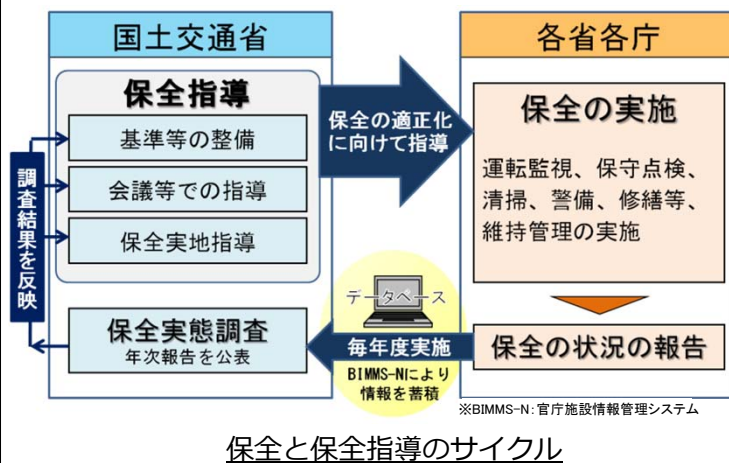 国土交通省
保全指導
基準等の整備
会議等での指導
保全実地指導
調査結果を反映
保全実態調査
年次報告を公表
保全の適正化
に向けて指導
各省各庁
保全の実施
運転監視、保守点検、
清掃、警備、修繕等、
維持管理の実施
保全の状況の報告
データベース
毎年度実施
BIMMS-Nにより
情報を蓄積
※BIMMS-N：官庁施設情報管理システム
保全と保全指導のサイクル